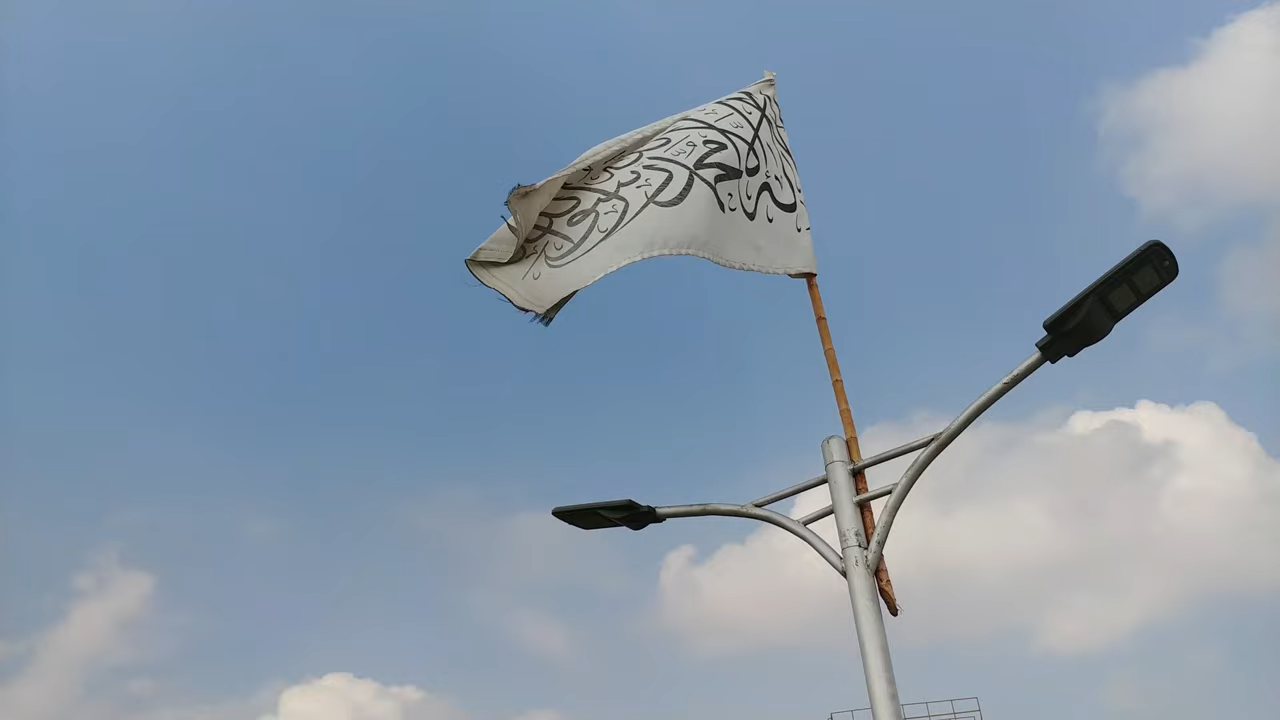 لا إله إلا الله محمد رسول الله